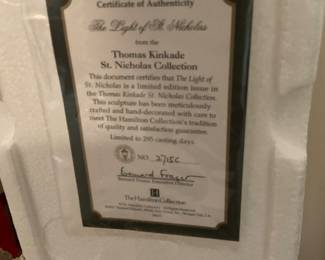 Certificate of Authenticity
The Light of St. Nicholas
from the
Thomas Kinkade
St. Nicholas Collection
This document certifies that The Light of
St. Nicholas is a limited edition issue in
the Thomas Kinkade St. Nicholas Collection.
This sculpture has been meticulously
crafted and hand-decorated with care to
meet The Hamilton Collection's tradition
of quality and satisfaction guarantee.
Limited to 295 casting days.
NO.
H
The Hamilton Collection